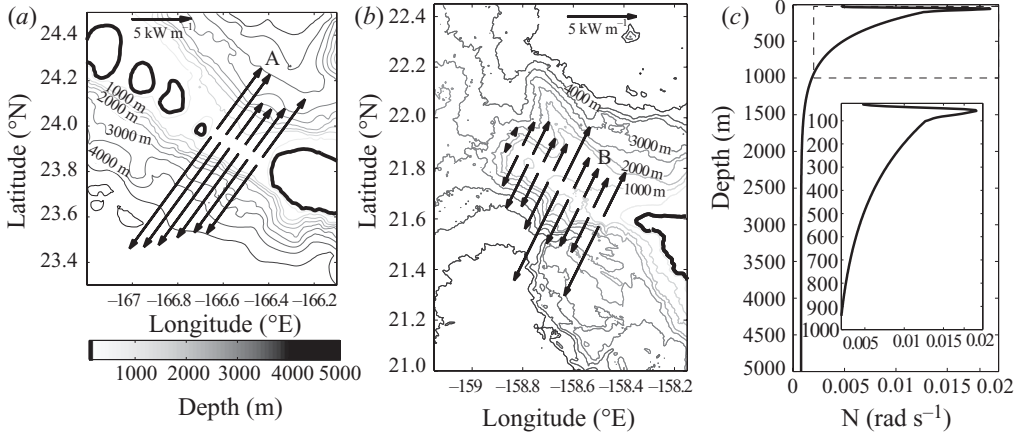 (a)
24.4
24.2
24.0
23.8
23.6
23.4
Latitude (°N)
5 kW m⁻¹
A
1000 m
2000 m
3000 m
4000 m
–167 –166.8 –166.6 –166.4 –166.2
Longitude (°E)
1000 2000 3000 4000 5000
Depth (m)
(b)
22.4
22.2
22.0
21.8
21.6
21.4
21.2
21.0
Latitude (°N)
5 kW m⁻¹
4000 m
3000 m
B
2000 m
1000 m
–159 –158.8 –158.6 –158.4 –158.2
Longitude (°E)
(c)
0
500
1000
1500
2000
2500
3000
3500
4000
4500
5000
Depth (m)
100
200
300
400
500
600
700
800
900
1000
0.005 0.01 0.015 0.02
0 0.005 0.01 0.015 0.02
N (rad s⁻¹)